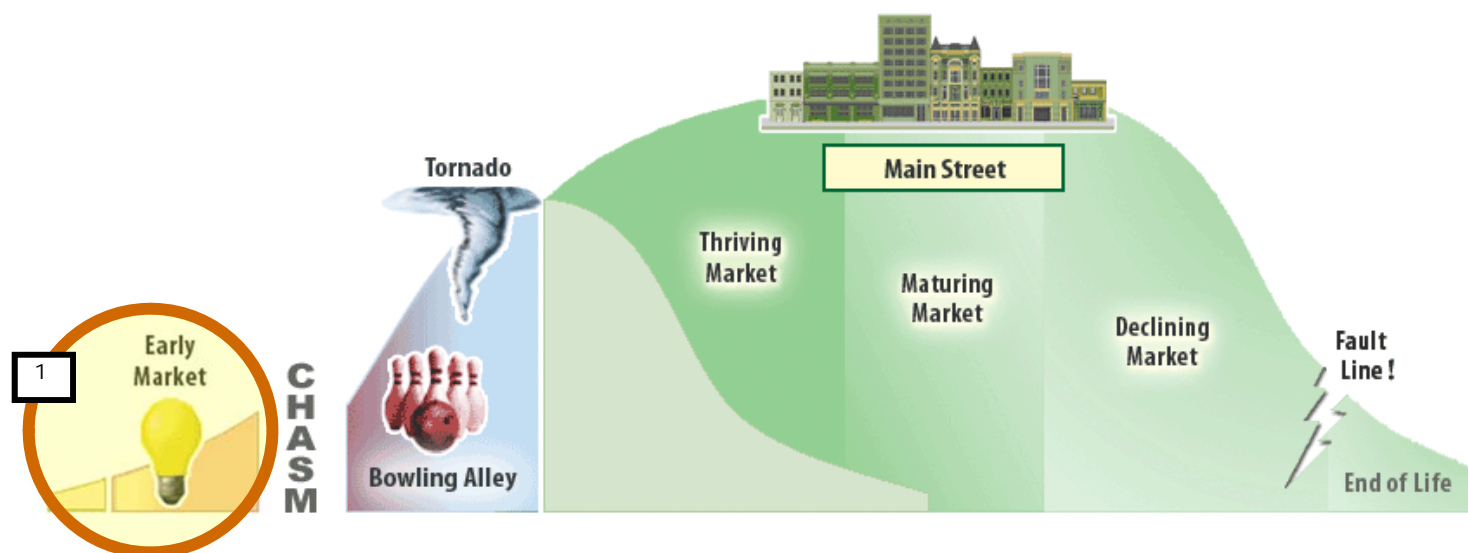 1
Early
Market
CHASM
Tornado
Bowling Alley
Main Street
Thriving
Market
Maturing
Market
Declining
Market
Fault
Line!
End of Life